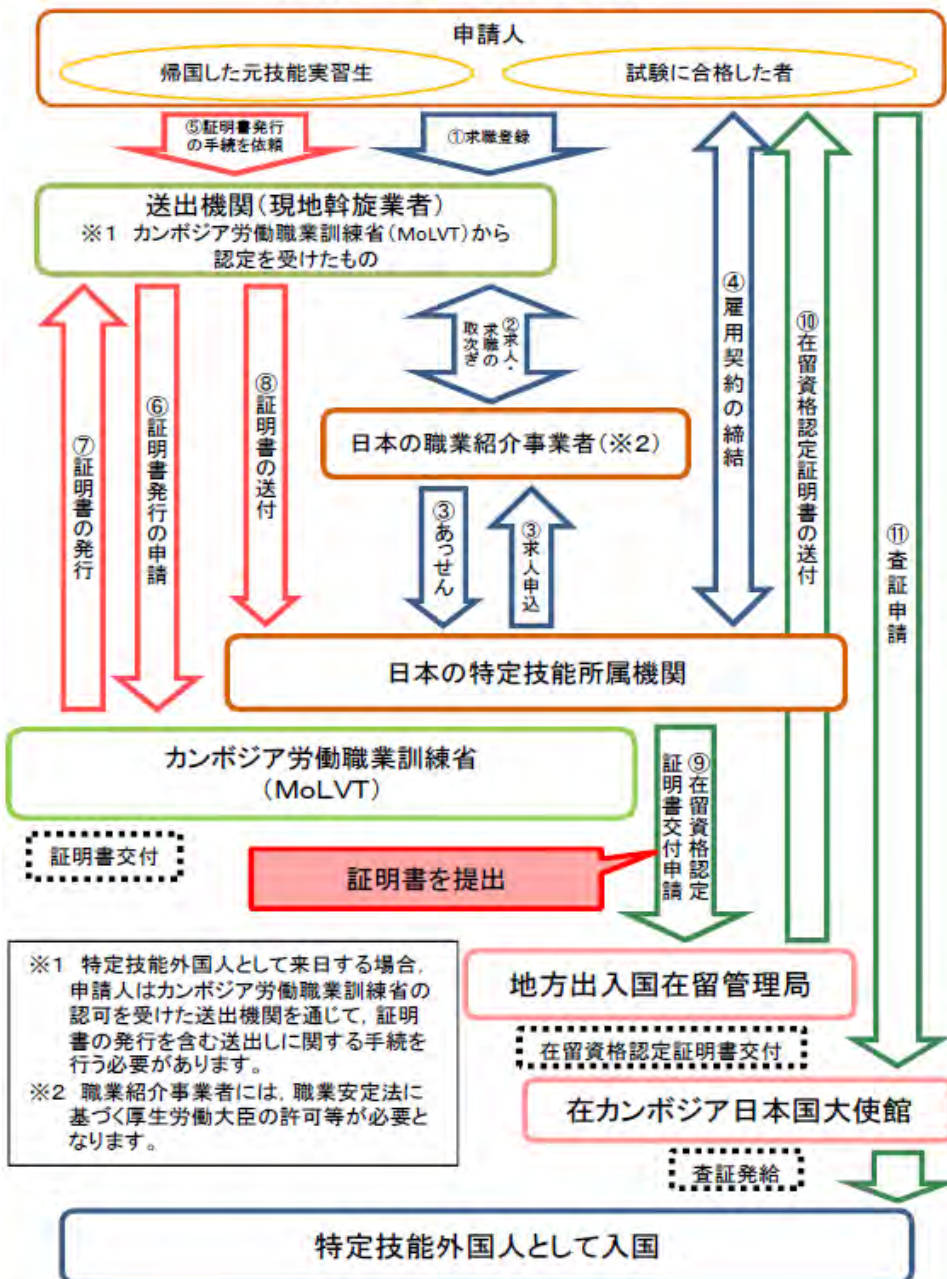 申請人
帰国した元技能実習生
試験に合格した者
⑤証明書発行
の手続を依頼
①求職登録
送出機関(現地斡旋業者)
※1 カンボジア労働職業訓練省(MoLVT)から
認定を受けたもの
②求人・
求職の
取次ぎ
④雇用契約の締結
⑩在留資格認定証明書の送付
⑪査証申請
⑦証明書の発行
⑥証明書発行の申請
⑧証明書の送付
日本の職業紹介事業者(※2)
③あっせん
③求人申込
日本の特定技能所属機関
カンボジア労働職業訓練省
(MoLVT)
⑨在留資格認定
証明書交付申請
証明書交付
証明書を提出
※1 特定技能外国人として来日する場合,
申請人はカンボジア労働職業訓練省の
認可を受けた送出機関を通じて,証明
書の発行を含む送出しに関する手続を
行う必要があります。
※2 職業紹介事業者には,職業安定法に
基づく厚生労働大臣の許可等が必要と
なります。
地方出入国在留管理局
在留資格認定証明書交付
在カンボジア日本国大使館
査証発給
特定技能外国人として入国